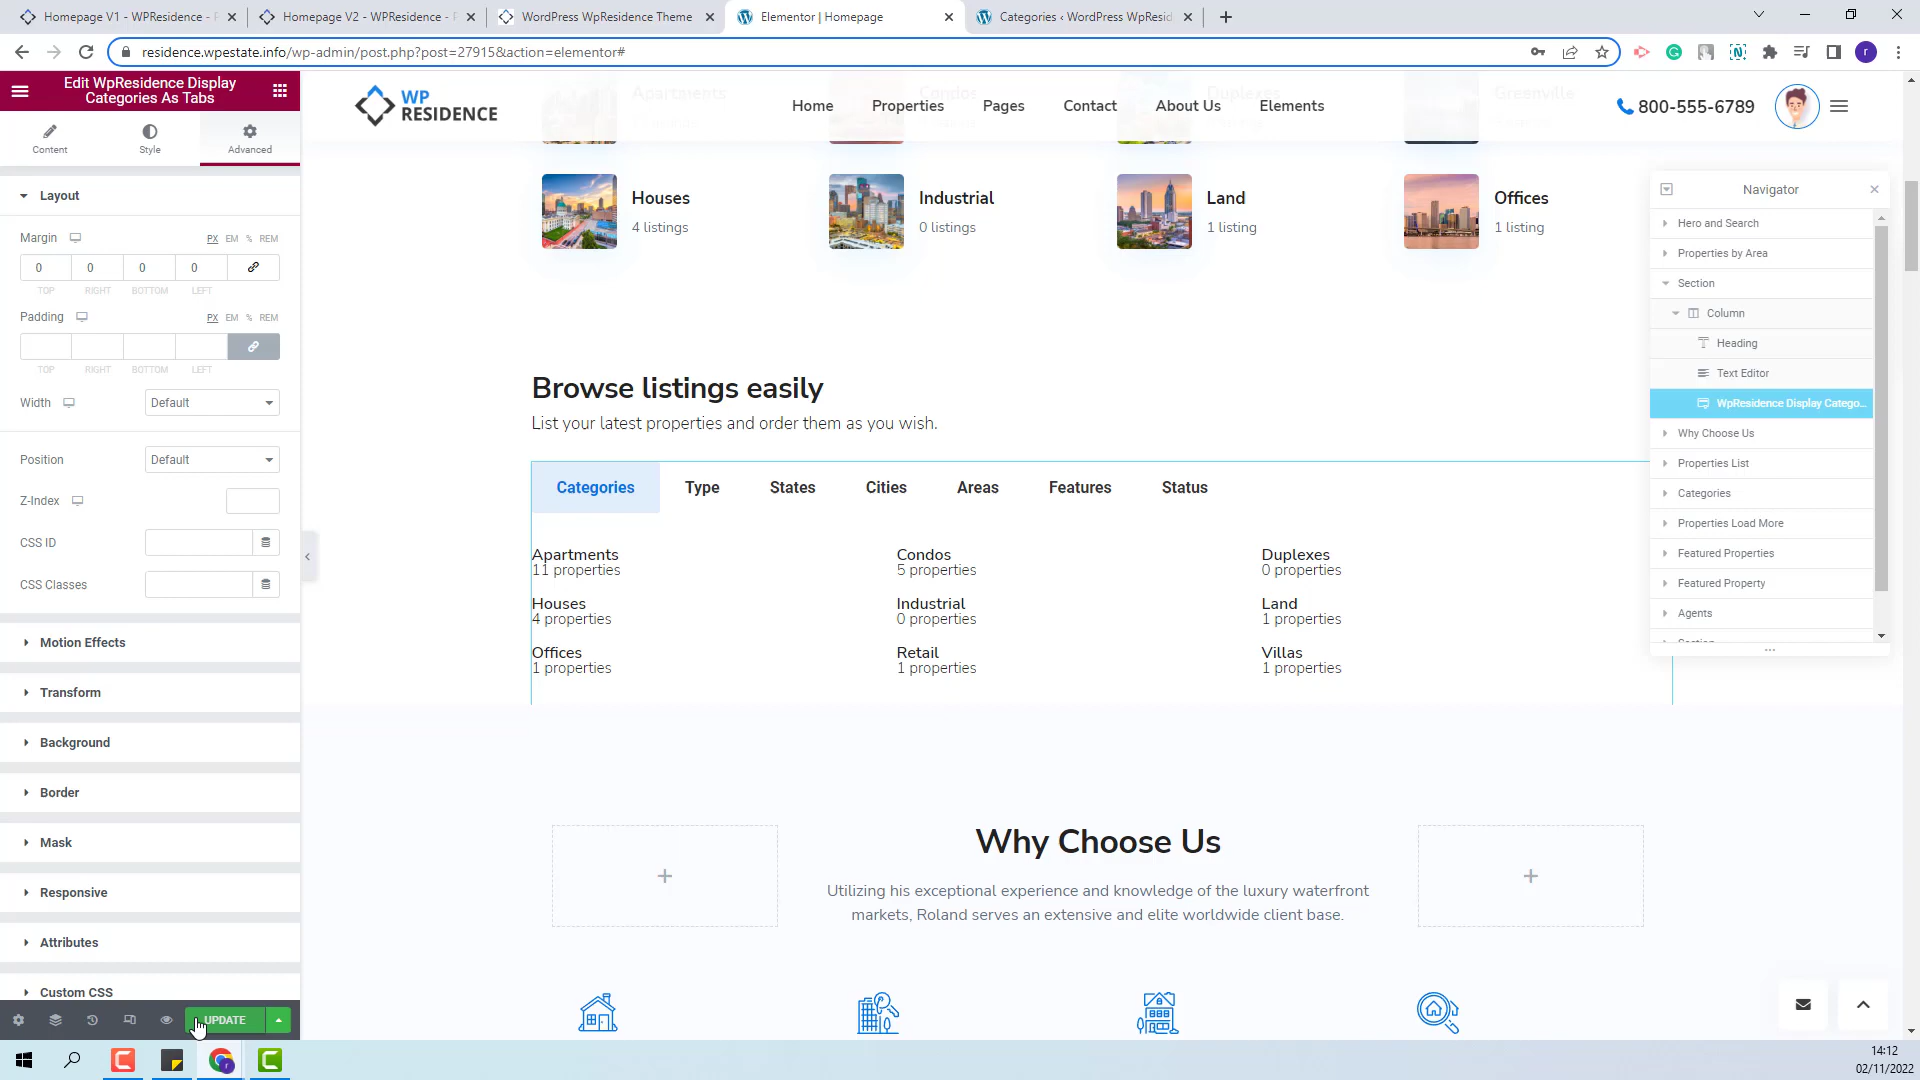 Homepage V1 - WPResidence -
Homepage V2 - WPResidence -
WordPress WpResidence Theme
Elementor | Homepage
Categories ‹ WordPress WpResid
residence.wpestate.info/wp-admin/post.php?post=27915&action=elementor#
Edit WpResidence Display
Categories As Tabs
Content
Style
Advanced
Layout
Margin
PX EM % REM
0 0 0 0
TOP RIGHT BOTTOM LEFT
Padding
PX EM % REM
TOP RIGHT BOTTOM LEFT
Width
Default
Position
Default
Z-Index
CSS ID
CSS Classes
Motion Effects
Transform
Background
Border
Mask
Responsive
Attributes
Custom CSS
UPDATE
WP
RESIDENCE
Home Properties Pages Contact About Us Elements
800-555-6789
Apartments
Condos
Duplexes
Greenville
Houses
4 listings
Industrial
0 listings
Land
1 listing
Offices
1 listing
Browse listings easily
List your latest properties and order them as you wish.
Categories Type States Cities Areas Features Status
Apartments
11 properties
Condos
5 properties
Duplexes
0 properties
Houses
4 properties
Industrial
0 properties
Land
1 properties
Offices
1 properties
Retail
1 properties
Villas
1 properties
Why Choose Us
Utilizing his exceptional experience and knowledge of the luxury waterfront
markets, Roland serves an extensive and elite worldwide client base.
Navigator
Hero and Search
Properties by Area
Section
Column
Heading
Text Editor
WpResidence Display Catego...
Why Choose Us
Properties List
Categories
Properties Load More
Featured Properties
Featured Property
Agents
14:12
02/11/2022